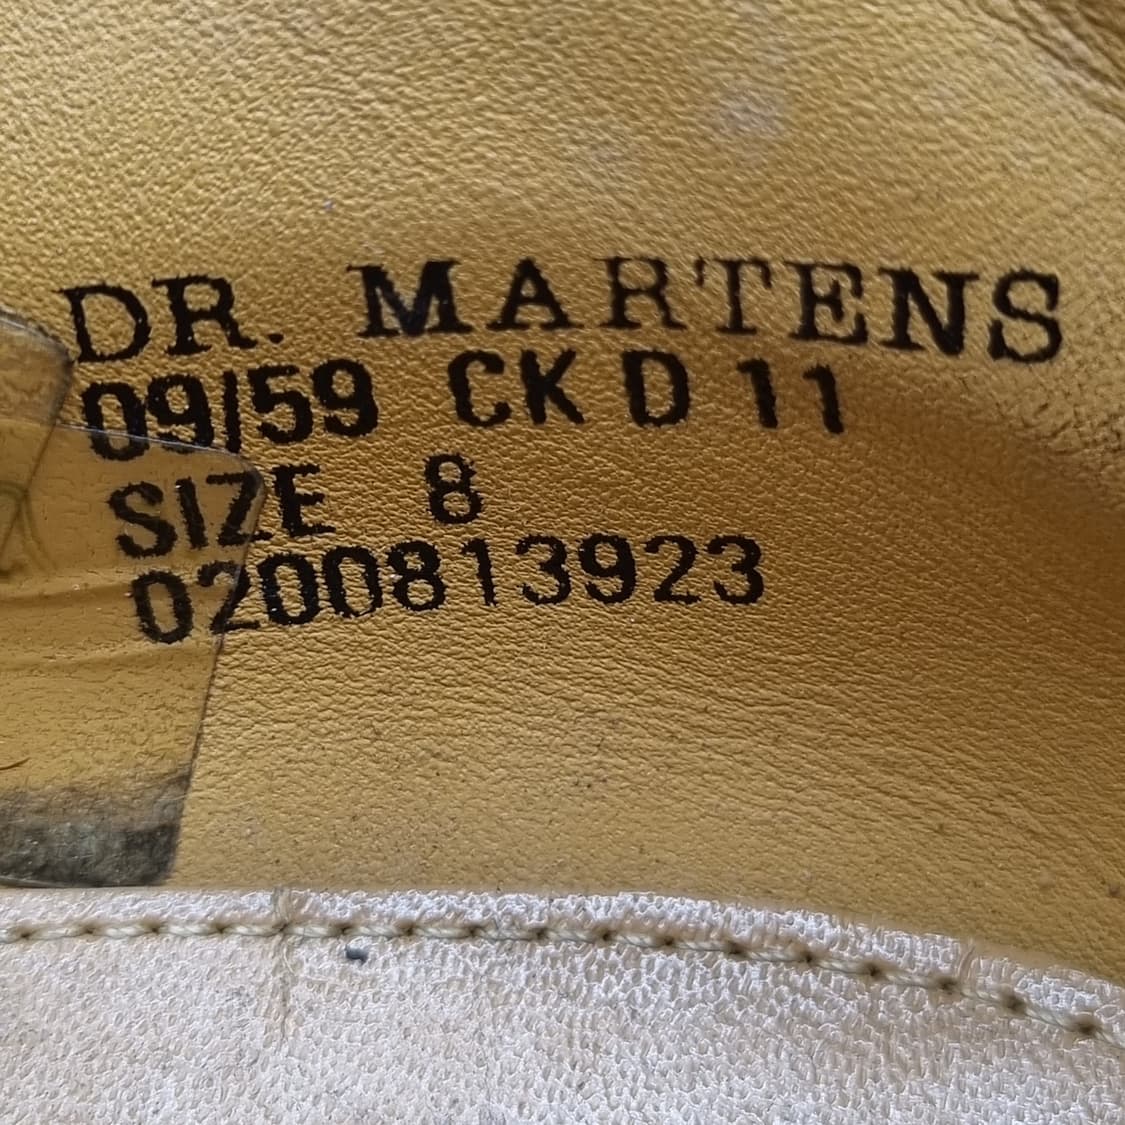 DR. MARTENS
09/59 CK D 11
SIZE 8
0200813923